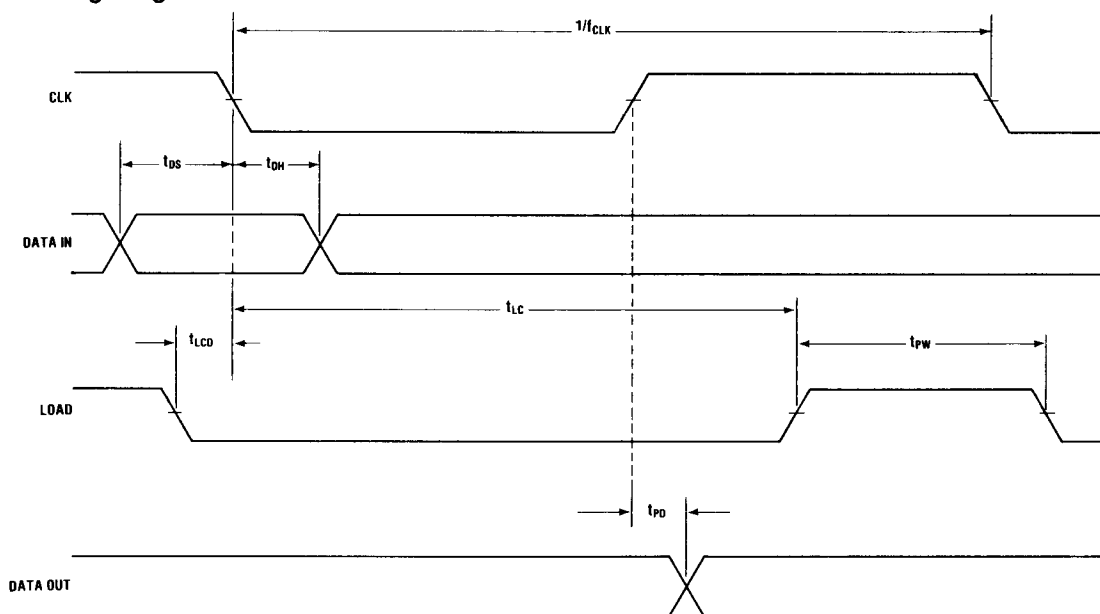 1/fCLK
CLK
tDS
tDH
DATA IN
tLC
tLCD
tPW
LOAD
tPD
DATA OUT